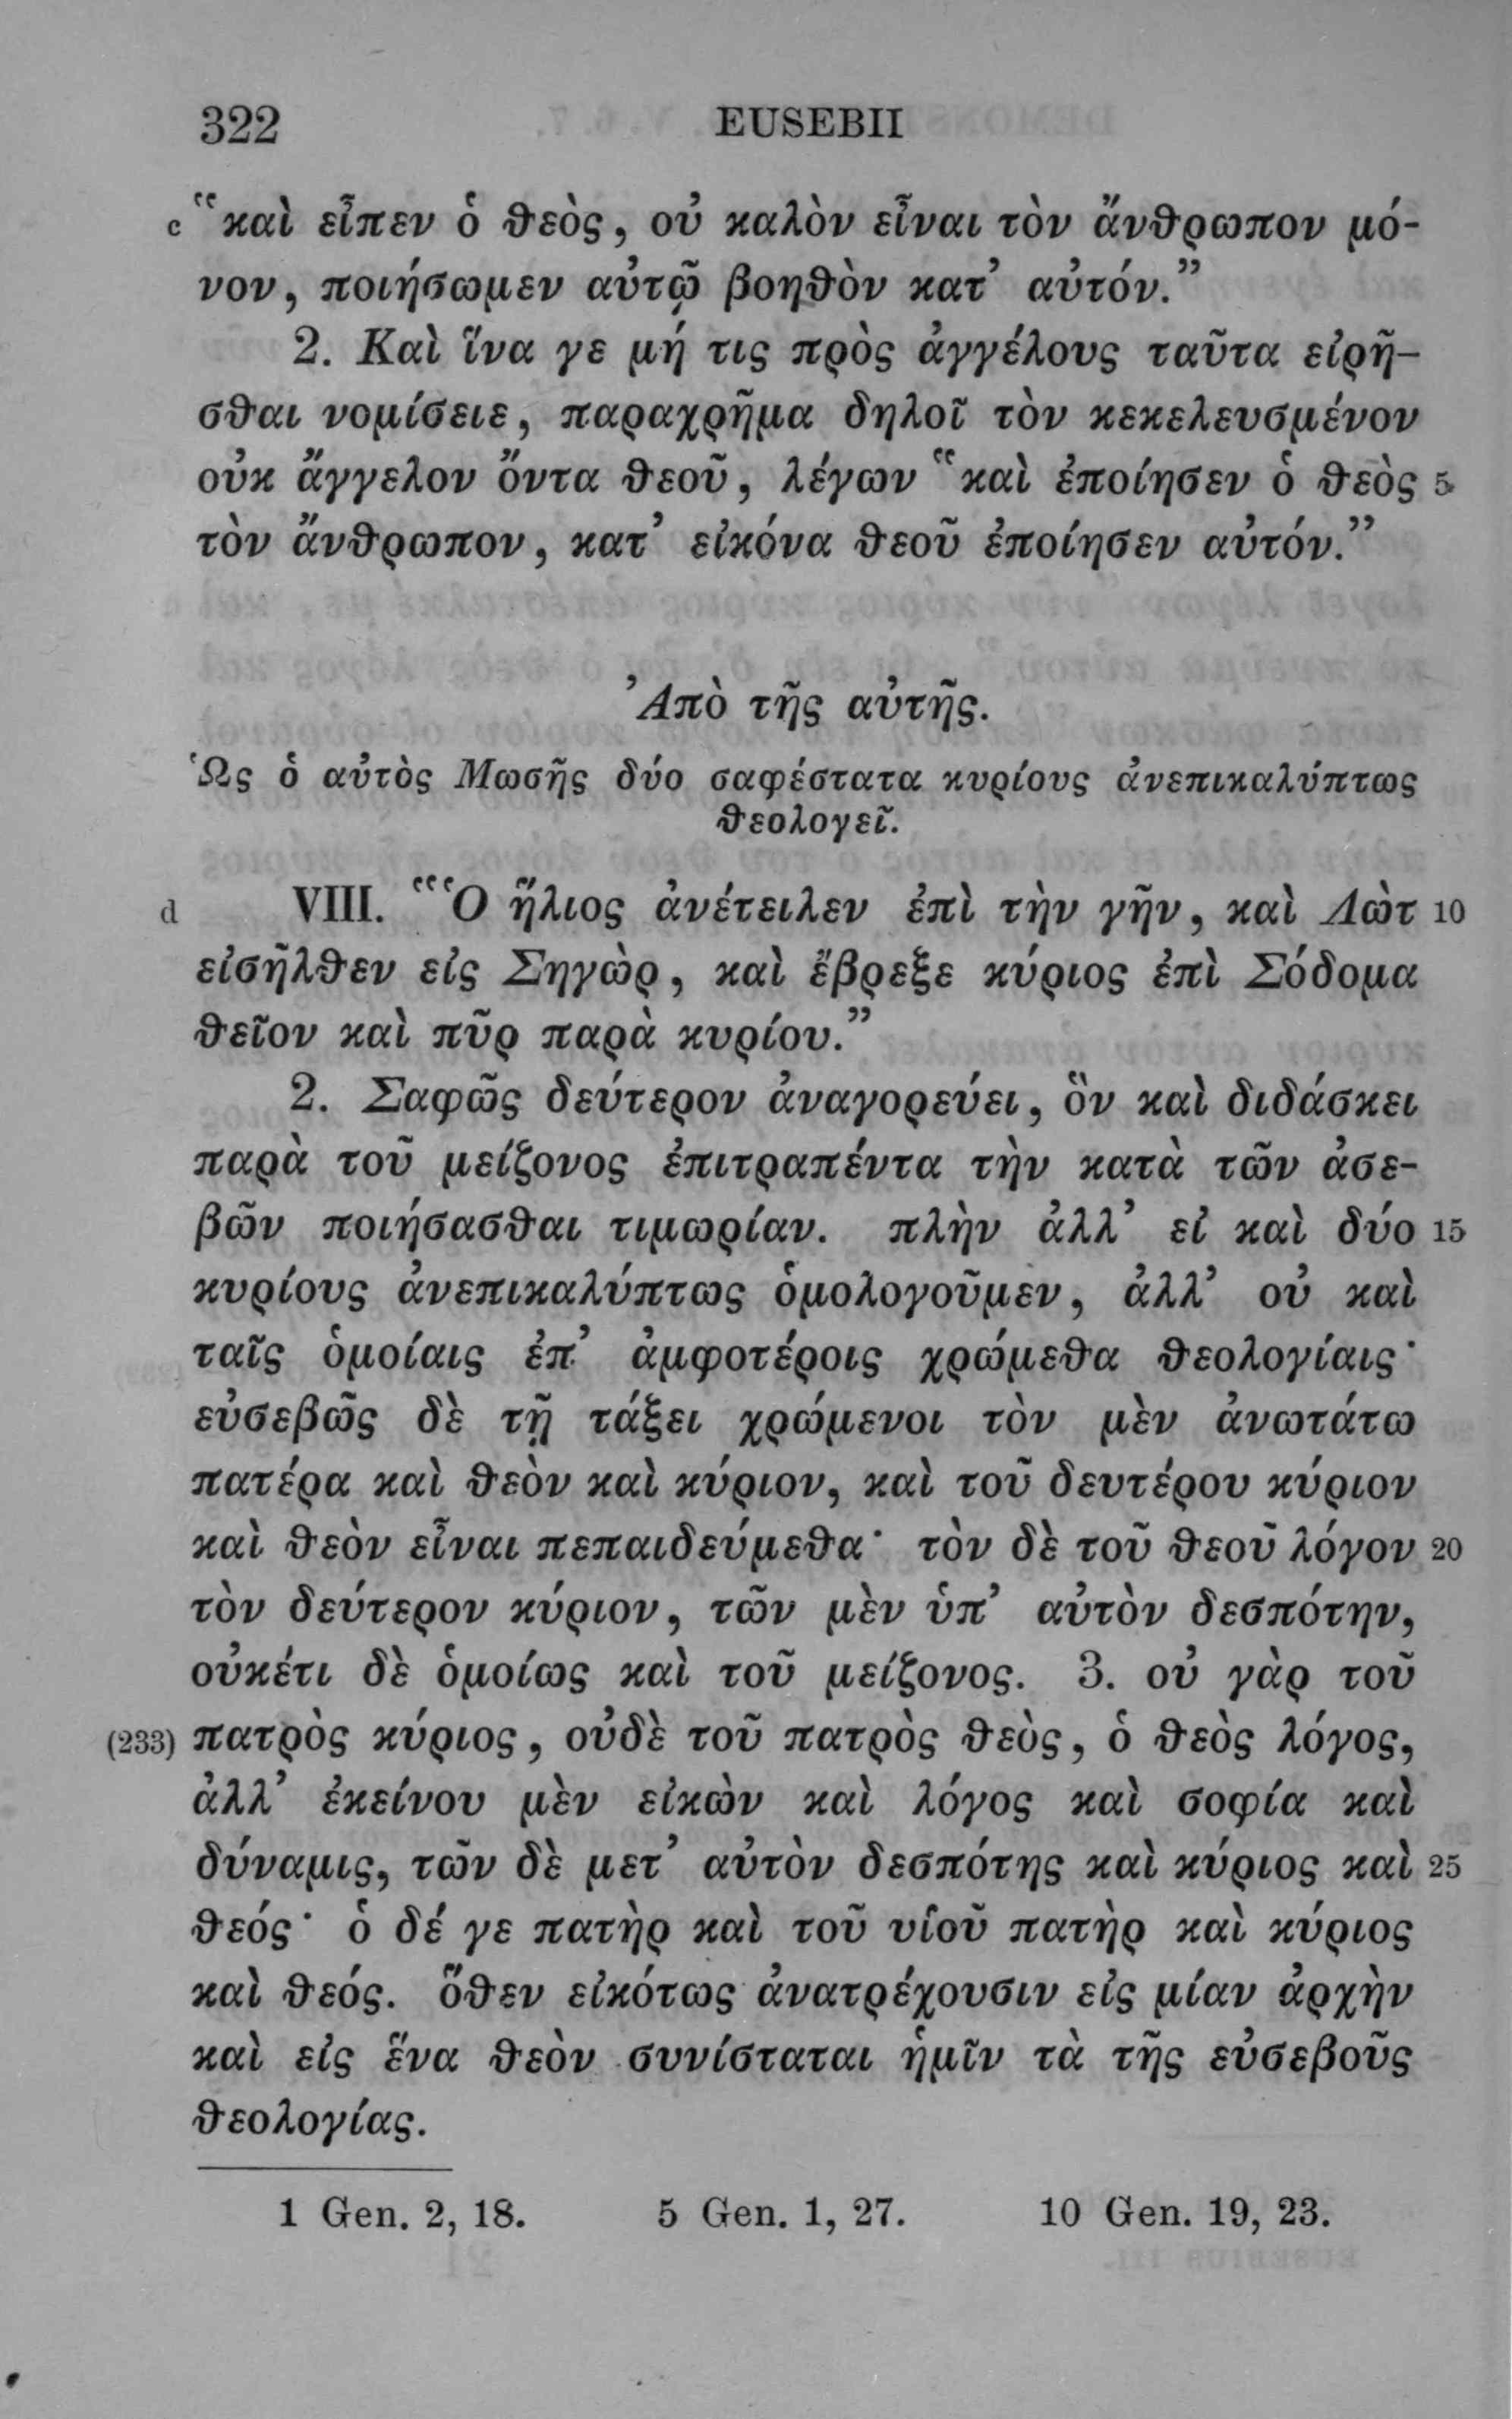 322 EUSEBII
c “καὶ εἶπεν ὁ θεὸς, οὐ καλὸν εἶναι τὸν ἄνθρωπον μό-
νον, ποιήσωμεν αὐτῷ βοηθὸν κατ’ αὐτόν.”
2. Καὶ ἵνα γε μή τις πρὸς ἀγγέλους ταῦτα εἰρῆ-
σθαι νομίσειε, παραχρῆμα δηλοῖ τὸν κεκελευσμένον
οὐκ ἄγγελον ὄντα θεοῦ, λέγων “καὶ ἐποίησεν ὁ θεὸς 5
τὸν ἄνθρωπον, κατ’ εἰκόνα θεοῦ ἐποίησεν αὐτόν.”
Ἀπὸ τῆς αὐτῆς.
Ὡς ὁ αὐτὸς Μωσῆς δύο σαφέστατα κυρίους ἀνεπικαλύπτως
θεολογεῖ.
d VIII. “Ὁ ἥλιος ἀνέτειλεν ἐπὶ τὴν γῆν, καὶ Λὼτ 10
εἰσῆλθεν εἰς Σηγὼρ, καὶ ἔβρεξε κύριος ἐπὶ Σόδομα
θεῖον καὶ πῦρ παρὰ κυρίου.”
2. Σαφῶς δεύτερον ἀναγορεύει, ὃν καὶ διδάσκει
παρὰ τοῦ μείζονος ἐπιτραπέντα τὴν κατὰ τῶν ἀσε-
βῶν ποιήσασθαι τιμωρίαν. πλὴν ἀλλ’ εἰ καὶ δύο 15
κυρίους ἀνεπικαλύπτως ὁμολογοῦμεν, ἀλλ’ οὐ καὶ
ταῖς ὁμοίαις ἐπ’ ἀμφοτέροις χρώμεθα θεολογίαις·
εὐσεβῶς δὲ τῇ τάξει χρώμενοι τὸν μὲν ἀνωτάτω
πατέρα καὶ θεὸν καὶ κύριον, καὶ τοῦ δευτέρου κύριον
καὶ θεὸν εἶναι πεπαιδεύμεθα· τὸν δὲ τοῦ θεοῦ λόγον 20
τὸν δεύτερον κύριον, τῶν μὲν ὑπ’ αὐτὸν δεσπότην,
οὐκέτι δὲ ὁμοίως καὶ τοῦ μείζονος. 3. οὐ γὰρ τοῦ
(233) πατρὸς κύριος, οὐδὲ τοῦ πατρὸς θεὸς, ὁ θεὸς λόγος,
ἀλλ’ ἐκείνου μὲν εἰκὼν καὶ λόγος καὶ σοφία καὶ
δύναμις, τῶν δὲ μετ’ αὐτὸν δεσπότης καὶ κύριος καὶ 25
θεός· ὁ δέ γε πατὴρ καὶ τοῦ υἱοῦ πατὴρ καὶ κύριος
καὶ θεός. ὅθεν εἰκότως ἀνατρέχουσιν εἰς μίαν ἀρχὴν
καὶ εἰς ἕνα θεὸν συνίσταται ἡμῖν τὰ τῆς εὐσεβοῦς
θεολογίας.
1 Gen. 2, 18. 5 Gen. 1, 27. 10 Gen. 19, 23.